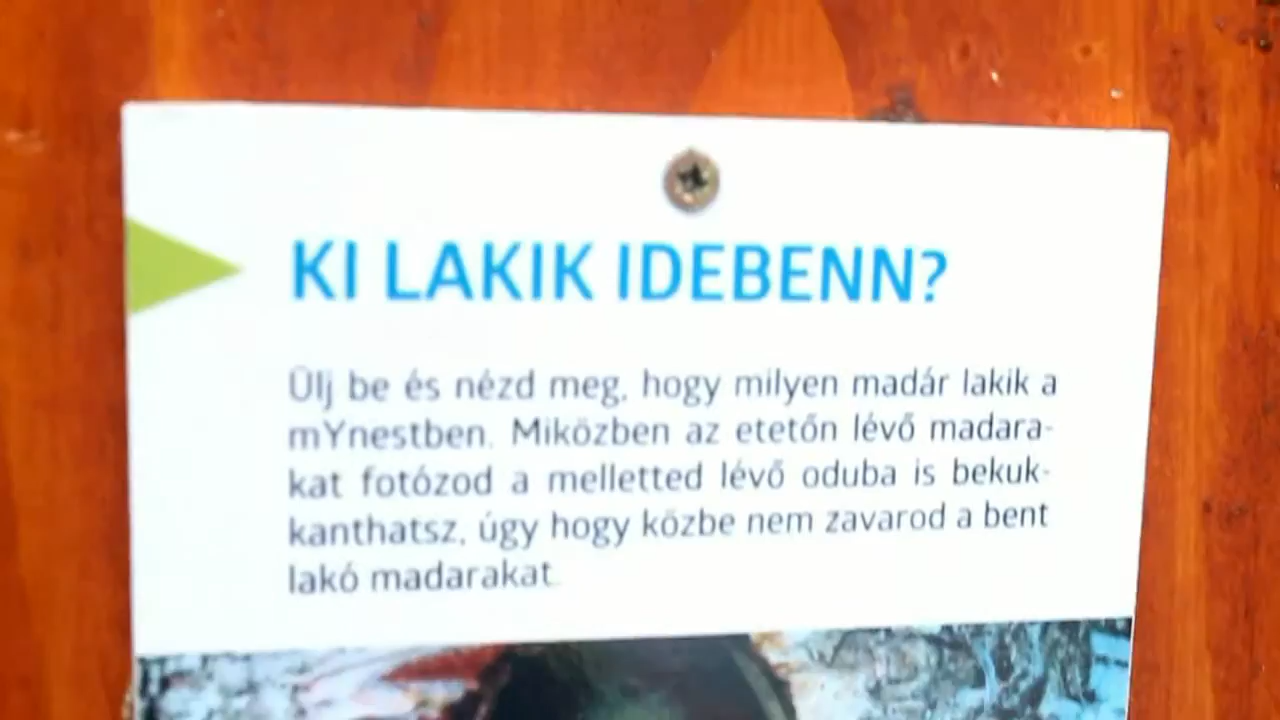 KI LAKIK IDEBENN?
Ülj be és nézd meg, hogy milyen madár lakik a
mYnestben. Miközben az etetőn lévő madara-
kat fotózod a melletted lévő oduba is bekuk-
kanthatsz, úgy hogy közbe nem zavarod a bent
lakó madarakat.